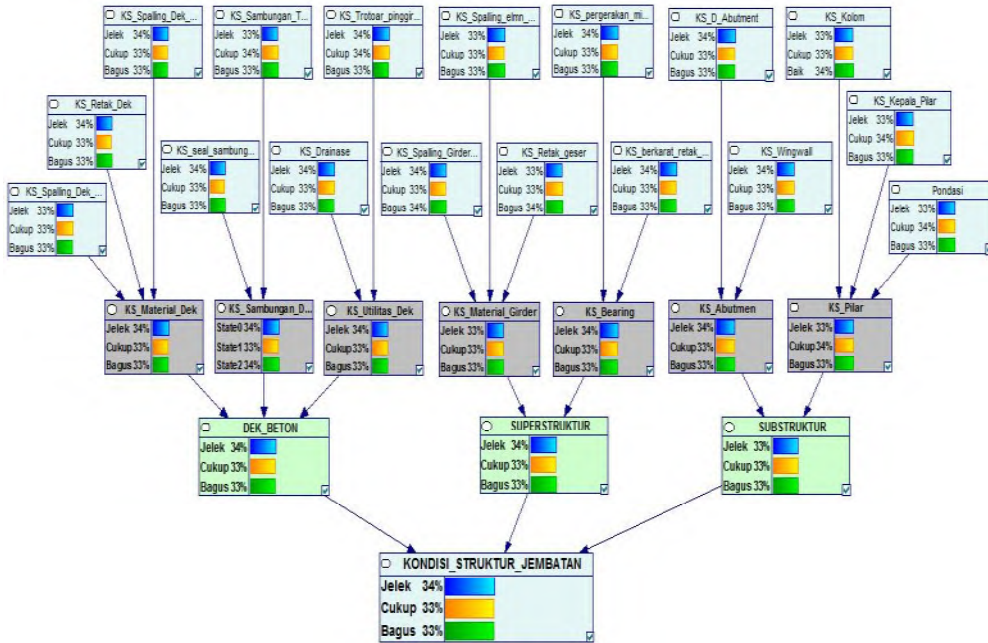 KS_Spalling_Dek_...
Jelek 34%
Cukup 33%
Bagus 33%
KS_Sambungan_T...
Jelek 33%
Cukup 34%
Bagus 33%
KS_Trotoar_pinggir...
Jelek 34%
Cukup 33%
Bagus 33%
KS_Spalling_elmn_...
Jelek 34%
Cukup 33%
Bagus 33%
KS_pergerakan_mi...
Jelek 34%
Cukup 33%
Bagus 33%
KS_D_Abutment
Jelek 34%
Cukup 33%
Bagus 33%
KS_Kolom
Jelek 33%
Cukup 33%
Baik 34%
KS_Retak_Dek
Jelek 34%
Cukup 33%
Bagus 33%
KS_seal_sambung...
Jelek 34%
Cukup 33%
Bagus 33%
KS_Drainase
Jelek 34%
Cukup 33%
Bagus 33%
KS_Spalling_Girder...
Jelek 33%
Cukup 33%
Bagus 34%
KS_Retak_geser
Jelek 33%
Cukup 33%
Bagus 34%
KS_berkarat_retak_...
Jelek 34%
Cukup 33%
Bagus 33%
KS_Wingwall
Jelek 34%
Cukup 33%
Bagus 33%
KS_Kepala_Pilar
Jelek 33%
Cukup 34%
Bagus 33%
KS_Spalling_Dek_...
Jelek 33%
Cukup 33%
Bagus 33%
Pondasi
Jelek 33%
Cukup 34%
Bagus 33%
KS_Material_Dek
Jelek 34%
Cukup 33%
Bagus 33%
KS_Sambungan_D...
State0 34%
State1 33%
State2 34%
KS_Utilitas_Dek
Jelek 34%
Cukup 33%
Bagus 33%
KS_Material_Girder
Jelek 34%
Cukup 33%
Bagus 33%
KS_Bearing
Jelek 34%
Cukup 33%
Bagus 33%
KS_Abutmen
Jelek 34%
Cukup 33%
Bagus 33%
KS_Pilar
Jelek 33%
Cukup 34%
Bagus 33%
DEK_BETON
Jelek 34%
Cukup 33%
Bagus 33%
SUPERSTRUKTUR
Jelek 34%
Cukup 33%
Bagus 33%
SUBSTRUKTUR
Jelek 33%
Cukup 33%
Bagus 33%
KONDISI_STRUKTUR_JEMBATAN
Jelek 34%
Cukup 33%
Bagus 33%